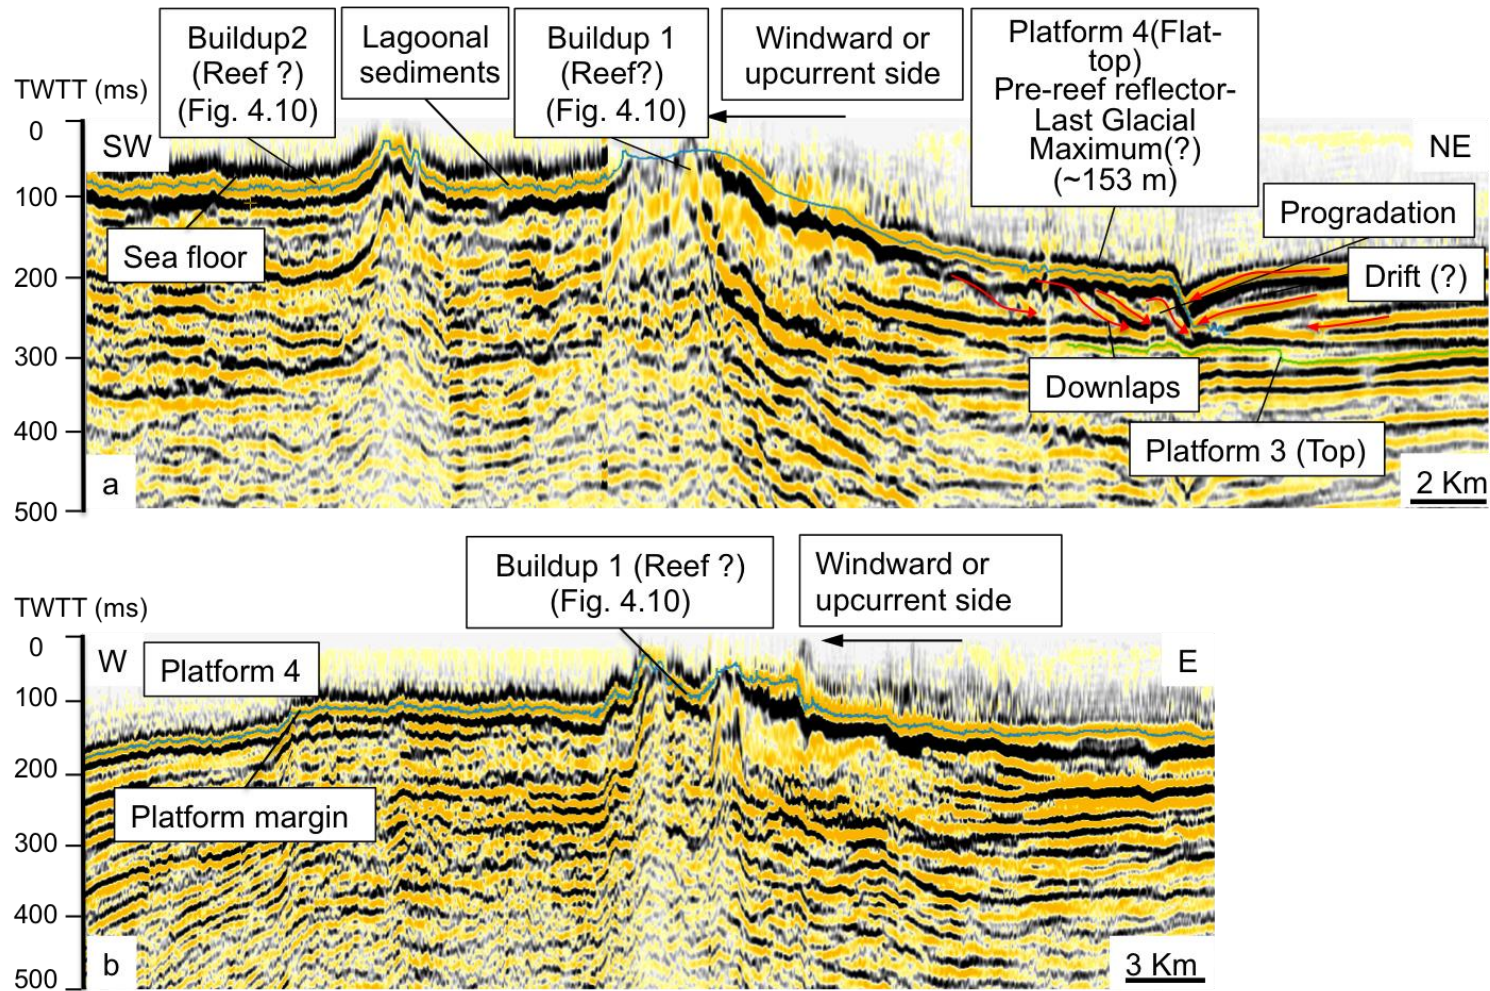 Buildup2
(Reef ?)
(Fig. 4.10)
Lagoonal
sediments
Buildup 1
(Reef?)
(Fig. 4.10)
Windward or
upcurrent side
Platform 4(Flat-
top)
Pre-reef reflector-
Last Glacial
Maximum(?)
(~153 m)
TWTT (ms)
0
100
200
300
400
500
SW
NE
Progradation
Drift (?)
Sea floor
Downlaps
Platform 3 (Top)
a
2 Km
Buildup 1 (Reef ?)
(Fig. 4.10)
Windward or
upcurrent side
TWTT (ms)
0
100
200
300
400
500
W
Platform 4
E
Platform margin
b
3 Km